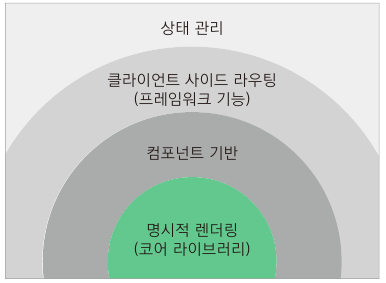 상태 관리
클라이언트 사이드 라우팅
(프레임워크 기능)
컴포넌트 기반
명시적 렌더링
(코어 라이브러리)